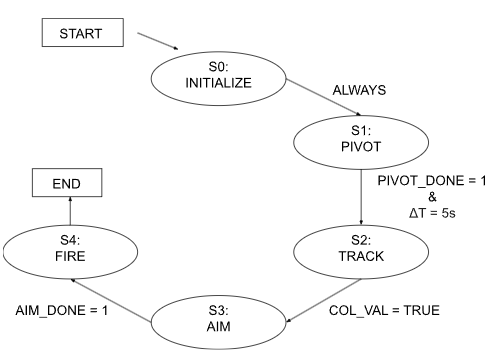 START
S0:
INITIALIZE
ALWAYS
S1:
PIVOT
PIVOT_DONE = 1
&
ΔT = 5s
END
S4:
FIRE
S2:
TRACK
AIM_DONE = 1
S3:
AIM
COL_VAL = TRUE